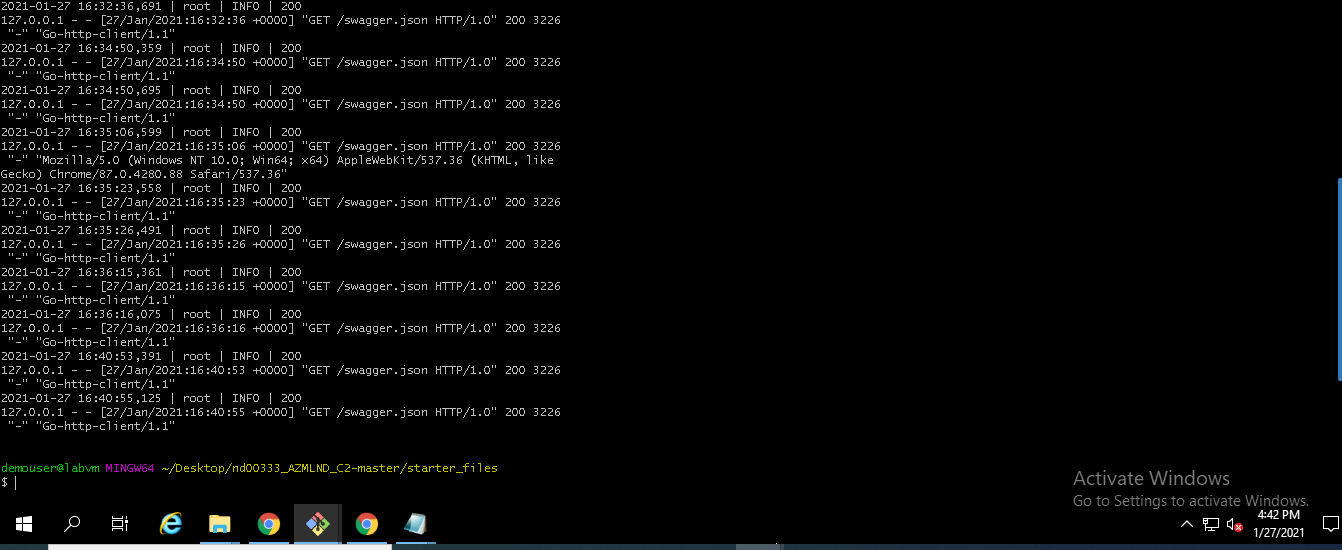 2021-01-27 16:32:36,691 | root | INFO | 200
127.0.0.1 - - [27/Jan/2021:16:32:36 +0000] "GET /swagger.json HTTP/1.0" 200 3226
"-" "Go-http-client/1.1"
2021-01-27 16:34:50,359 | root | INFO | 200
127.0.0.1 - - [27/Jan/2021:16:34:50 +0000] "GET /swagger.json HTTP/1.0" 200 3226
"-" "Go-http-client/1.1"
2021-01-27 16:34:50,695 | root | INFO | 200
127.0.0.1 - - [27/Jan/2021:16:34:50 +0000] "GET /swagger.json HTTP/1.0" 200 3226
"-" "Go-http-client/1.1"
2021-01-27 16:35:06,599 | root | INFO | 200
127.0.0.1 - - [27/Jan/2021:16:35:06 +0000] "GET /swagger.json HTTP/1.0" 200 3226
"-" "Mozilla/5.0 (Windows NT 10.0; Win64; x64) AppleWebKit/537.36 (KHTML, like
Gecko) Chrome/87.0.4280.88 Safari/537.36"
2021-01-27 16:35:23,558 | root | INFO | 200
127.0.0.1 - - [27/Jan/2021:16:35:23 +0000] "GET /swagger.json HTTP/1.0" 200 3226
"-" "Go-http-client/1.1"
2021-01-27 16:35:26,491 | root | INFO | 200
127.0.0.1 - - [27/Jan/2021:16:35:26 +0000] "GET /swagger.json HTTP/1.0" 200 3226
"-" "Go-http-client/1.1"
2021-01-27 16:36:15,361 | root | INFO | 200
127.0.0.1 - - [27/Jan/2021:16:36:15 +0000] "GET /swagger.json HTTP/1.0" 200 3226
"-" "Go-http-client/1.1"
2021-01-27 16:36:16,075 | root | INFO | 200
127.0.0.1 - - [27/Jan/2021:16:36:16 +0000] "GET /swagger.json HTTP/1.0" 200 3226
"-" "Go-http-client/1.1"
2021-01-27 16:40:53,391 | root | INFO | 200
127.0.0.1 - - [27/Jan/2021:16:40:53 +0000] "GET /swagger.json HTTP/1.0" 200 3226
"-" "Go-http-client/1.1"
2021-01-27 16:40:55,125 | root | INFO | 200
127.0.0.1 - - [27/Jan/2021:16:40:55 +0000] "GET /swagger.json HTTP/1.0" 200 3226
"-" "Go-http-client/1.1"
demouser@labvm MINGW64 ~/Desktop/nd00333_AZMLND_C2-master/starter_files
$
Activate Windows
Go to Settings to activate Windows.
4:42 PM
1/27/2021